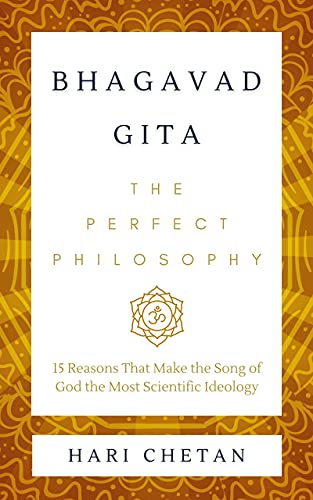 BHAGAVAD
GITA
THE
PERFECT
PHILOSOPHY
ॐ
15 Reasons That Make the Song of
God the Most Scientific Ideology
HARI CHETAN